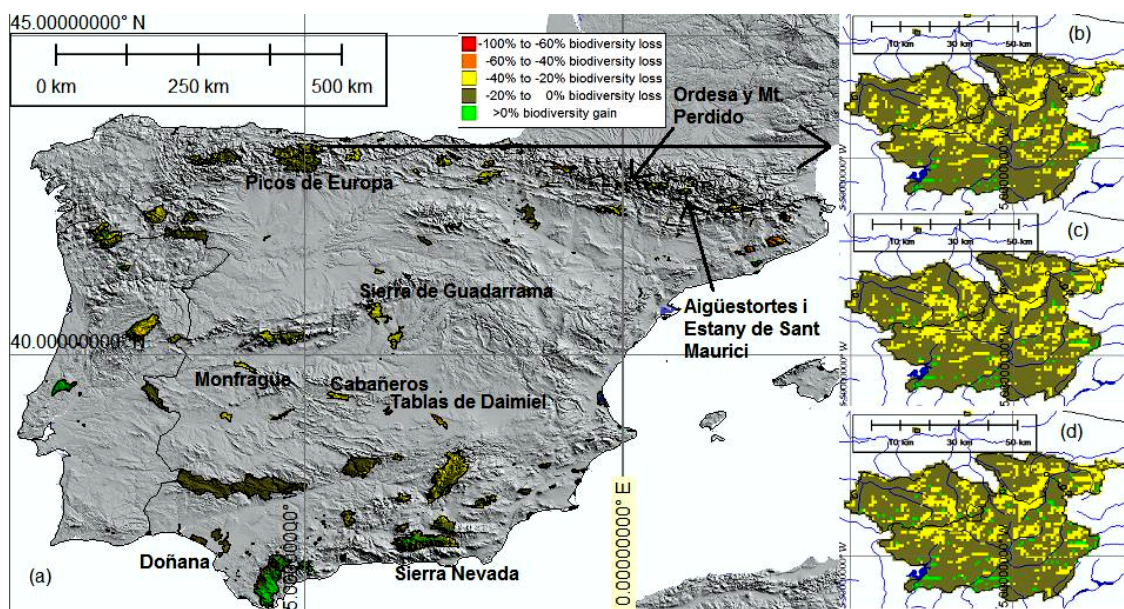 45.00000000° N
0 km 250 km 500 km
-100% to -60% biodiversity loss
-60% to -40% biodiversity loss
-40% to -20% biodiversity loss
-20% to 0% biodiversity loss
>0% biodiversity gain
Ordesa y Mt.
Perdido
Picos de Europa
Sierra de Guadarrama
Aigüestortes i
Estany de Sant
Maurici
40.00000000° N
Monfragüe
Cabañeros
Tablas de Daimiel
Doñana
Sierra Nevada
5.00000000°
0.00000000° E
(a)
(b)
10 km 30 km 50 km
(c)
10 km 30 km 50 km
(d)
10 km 30 km 50 km